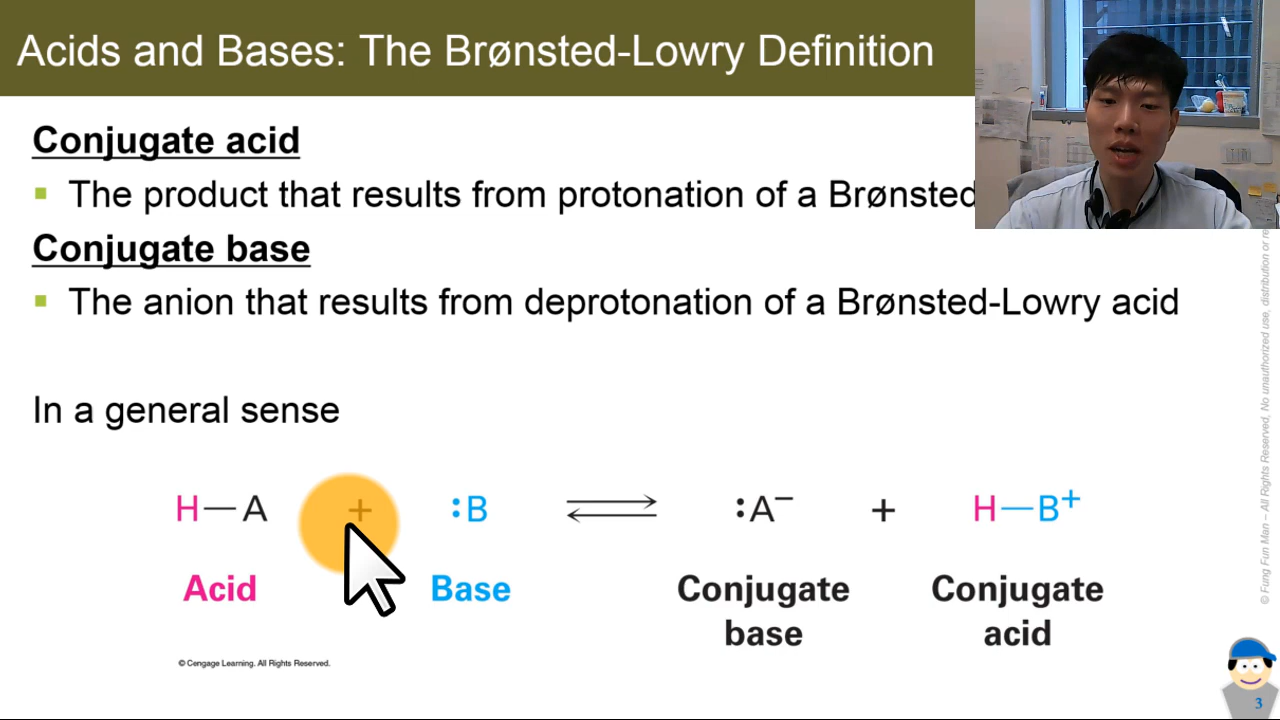 Acids and Bases: The Brønsted-Lowry Definition
Conjugate acid
▪ The product that results from protonation of a Brønsted
Conjugate base
▪ The anion that results from deprotonation of a Brønsted-Lowry acid
In a general sense
H—A + :B ⇌ :A⁻ + H—B⁺
Acid Base Conjugate base Conjugate acid
© Cengage Learning. All Rights Reserved.
© Fung Fun Man – All Rights Reserved. No unauthorized use, distribution or
3